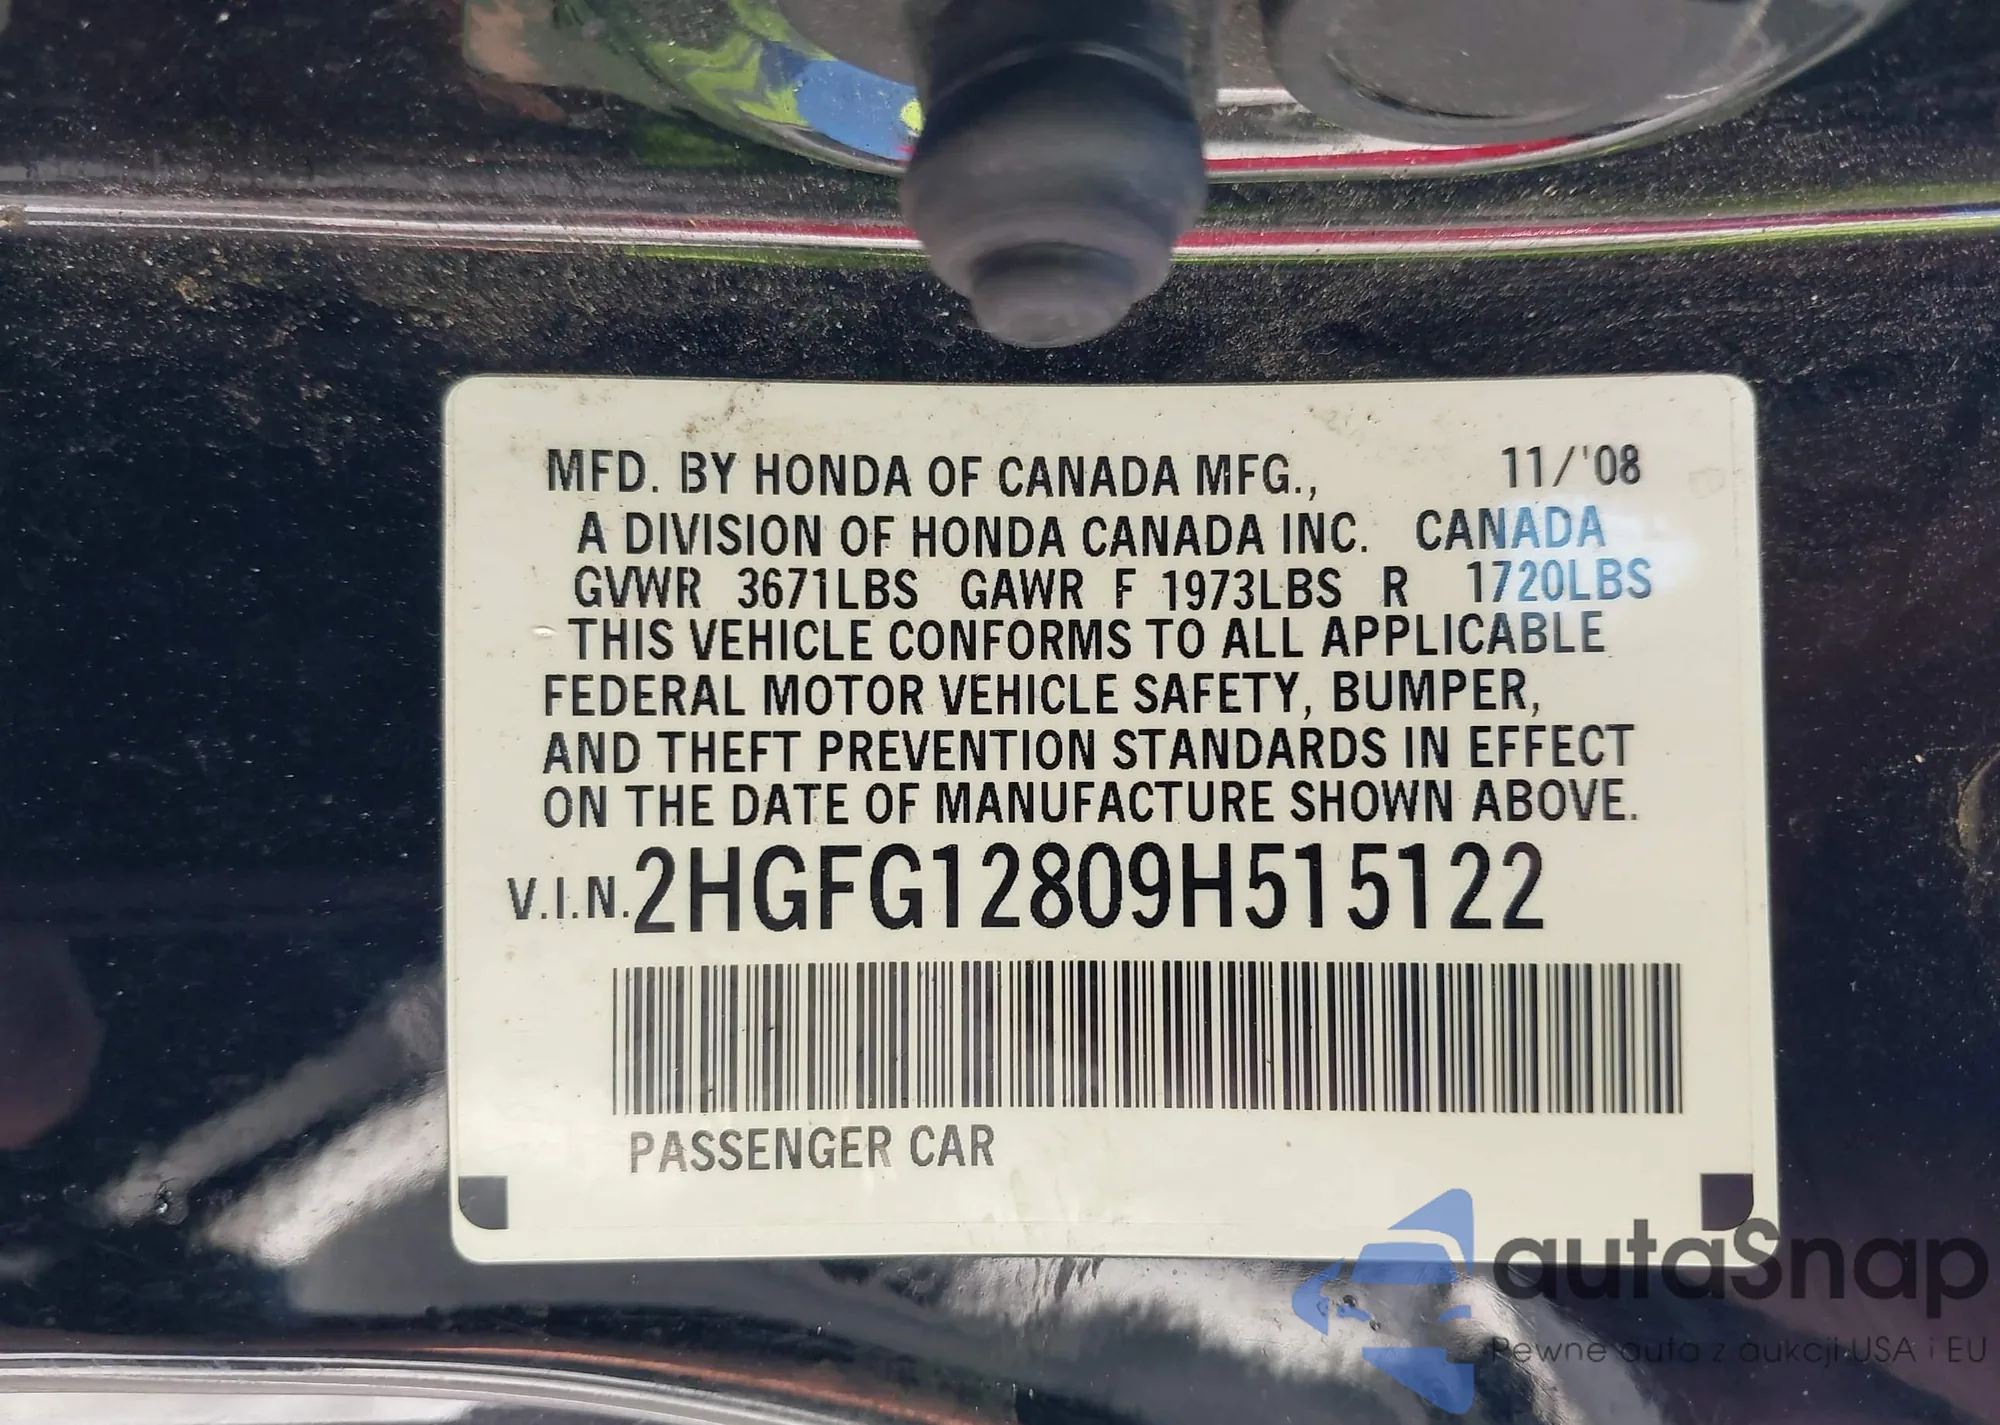 MFD. BY HONDA OF CANADA MFG., 11/'08
A DIVISION OF HONDA CANADA INC. CANADA
GVWR 3671LBS GAWR F 1973LBS R 1720LBS
THIS VEHICLE CONFORMS TO ALL APPLICABLE
FEDERAL MOTOR VEHICLE SAFETY, BUMPER,
AND THEFT PREVENTION STANDARDS IN EFFECT
ON THE DATE OF MANUFACTURE SHOWN ABOVE.
V.I.N. 2HGFG12809H515122
PASSENGER CAR
autaSnap
Pewne auta z aukcji USA i EU